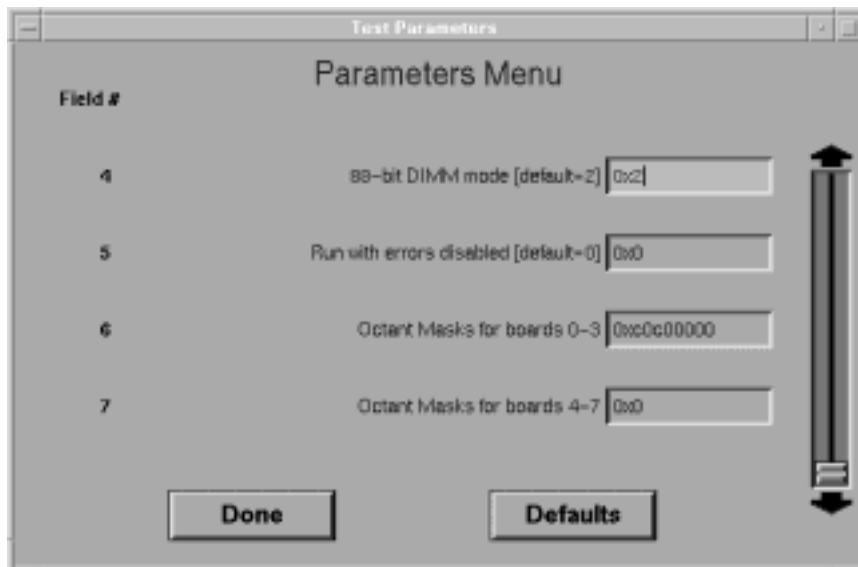 Test Parameters
Parameters Menu
Field #
4 88-bit DIMM mode [default=2] 0x2
5 Run with errors disabled [default=0] 0x0
6 Octant Masks for boards 0-3 0xc0c00000
7 Octant Masks for boards 4-7 0x0
Done Defaults